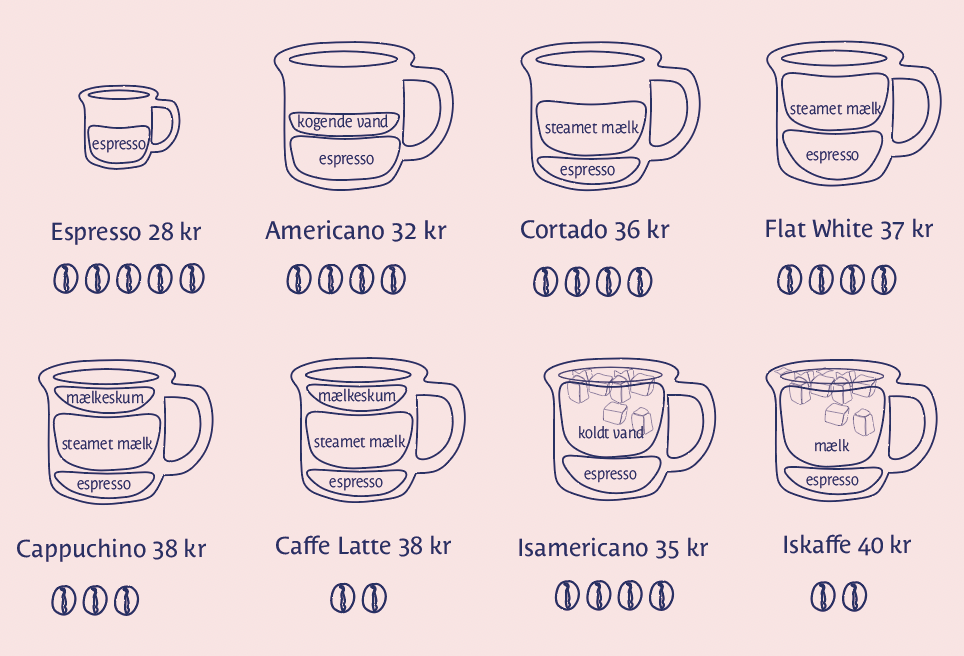 espresso
Espresso 28 kr
kogende vand
espresso
Americano 32 kr
steamet mælk
espresso
Cortado 36 kr
steamet mælk
espresso
Flat White 37 kr
mælkeskum
steamet mælk
espresso
Cappuchino 38 kr
mælkeskum
steamet mælk
espresso
Caffe Latte 38 kr
koldt vand
espresso
Isamericano 35 kr
mælk
espresso
Iskaffe 40 kr